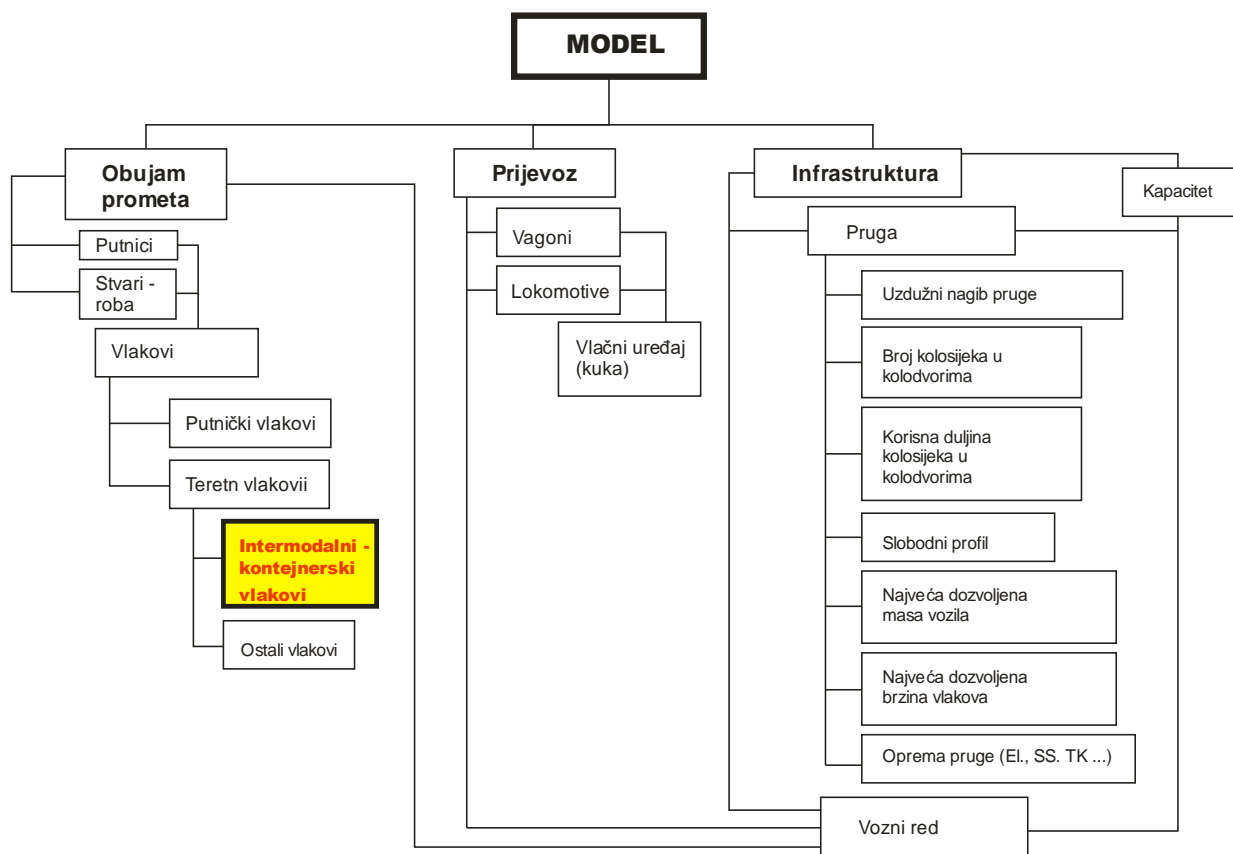 MODEL
Obujam
prometa
Prijevoz
Infrastruktura
Kapacitet
Putnici
Stvari -
roba
Vlakovi
Putnički vlakovi
Teretn vlakovii
Intermodalni -
kontejnerski
vlakovi
Ostali vlakovi
Vagoni
Lokomotive
Vlačni uređaj
(kuka)
Pruga
Uzdužni nagib pruge
Broj kolosijeka u
kolodvorima
Korisna duljina
kolosijeka u
kolodvorima
Slobodni profil
Najveća dozvoljena
masa vozila
Najveća dozvoljena
brzina vlakova
Oprema pruge (El., SS. TK ...)
Vozni red